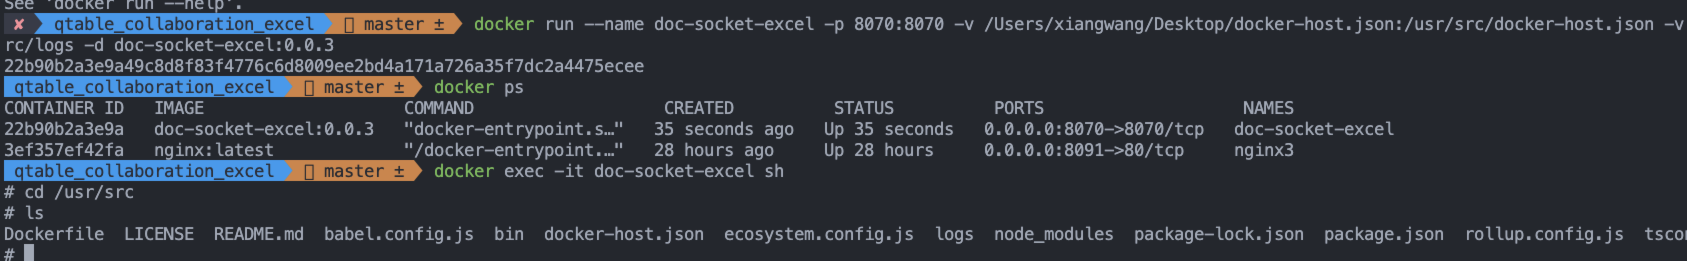 See 'docker run --help'.
✘ qtable_collaboration_excel master ± docker run --name doc-socket-excel -p 8070:8070 -v /Users/xiangwang/Desktop/docker-host.json:/usr/src/docker-host.json -v
rc/logs -d doc-socket-excel:0.0.3
22b90b2a3e9a49c8d8f83f4776c6d8009ee2bd4a171a726a35f7dc2a4475ecee
qtable_collaboration_excel master ± docker ps
CONTAINER ID IMAGE COMMAND CREATED STATUS PORTS NAMES
22b90b2a3e9a doc-socket-excel:0.0.3 "docker-entrypoint.s…" 35 seconds ago Up 35 seconds 0.0.0.0:8070->8070/tcp doc-socket-excel
3ef357ef42fa nginx:latest "/docker-entrypoint.…" 28 hours ago Up 28 hours 0.0.0.0:8091->80/tcp nginx3
qtable_collaboration_excel master ± docker exec -it doc-socket-excel sh
# cd /usr/src
# ls
Dockerfile LICENSE README.md babel.config.js bin docker-host.json ecosystem.config.js logs node_modules package-lock.json package.json rollup.config.js tscon
#